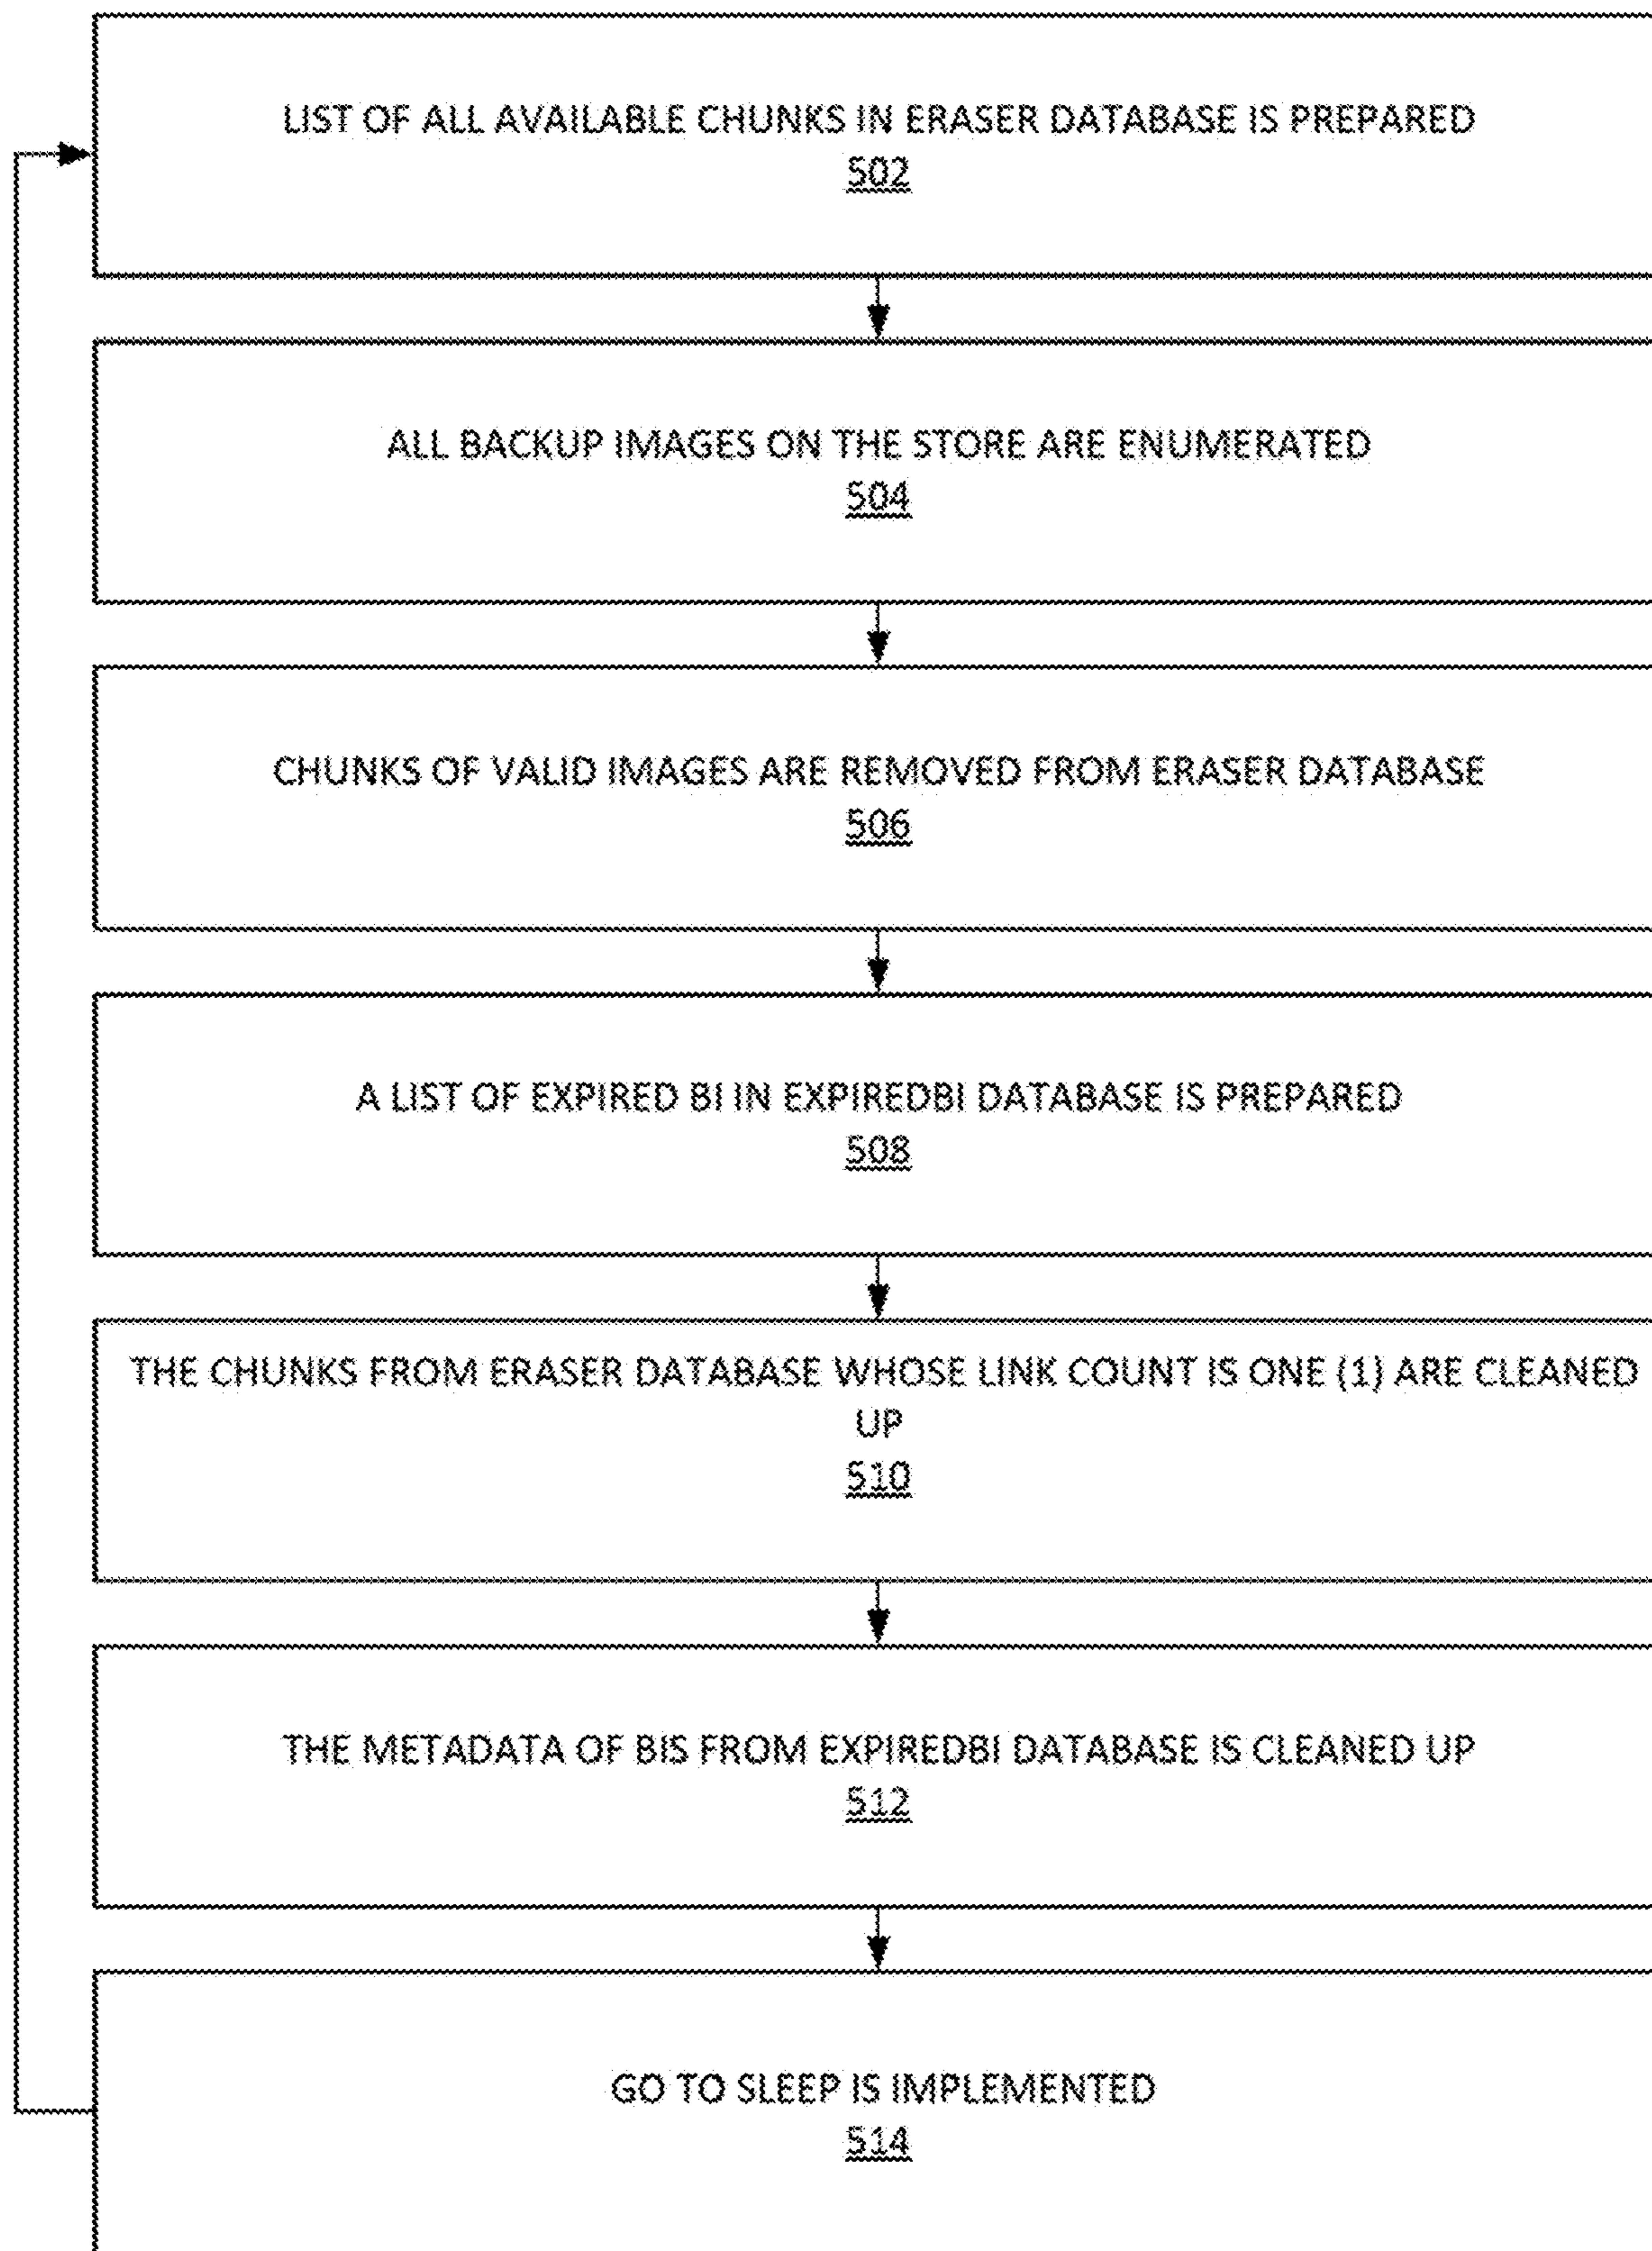 LIST OF ALL AVAILABLE CHUNKS IN ERASER DATABASE IS PREPARED
502
ALL BACKUP IMAGES ON THE STORE ARE ENUMERATED
504
CHUNKS OF VALID IMAGES ARE REMOVED FROM ERASER DATABASE
506
A LIST OF EXPIRED BI IN EXPIREDBI DATABASE IS PREPARED
508
THE CHUNKS FROM ERASER DATABASE WHOSE LINK COUNT IS ONE (1) ARE CLEANED
UP
510
THE METADATA OF BIS FROM EXPIREDBI DATABASE IS CLEANED UP
512
GO TO SLEEP IS IMPLEMENTED
514